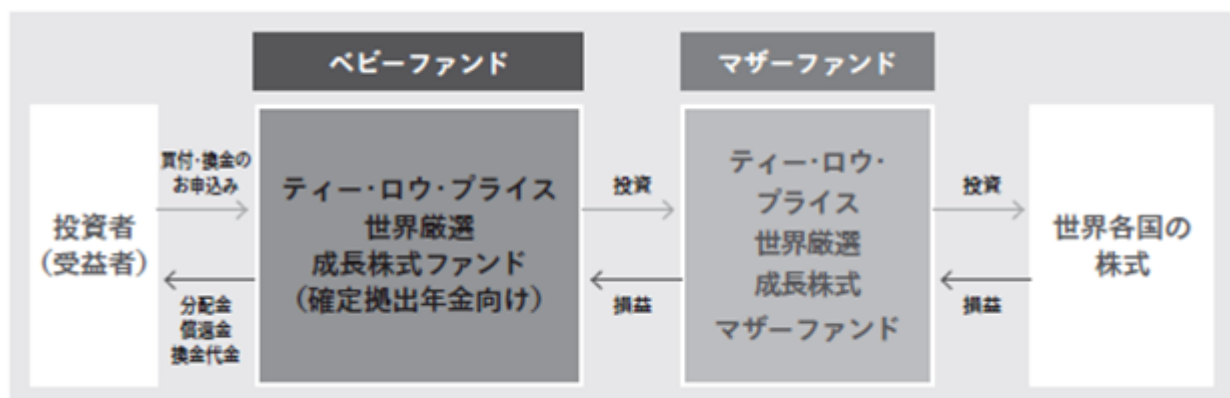 ベビーファンド
マザーファンド
投資者
（受益者）
買付・換金の
お申込み
分配金
償還金
換金代金
ティー・ロウ・プライス
世界厳選
成長株式ファンド
（確定拠出年金向け）
投資
損益
ティー・ロウ・
プライス
世界厳選
成長株式
マザーファンド
投資
損益
世界各国の
株式